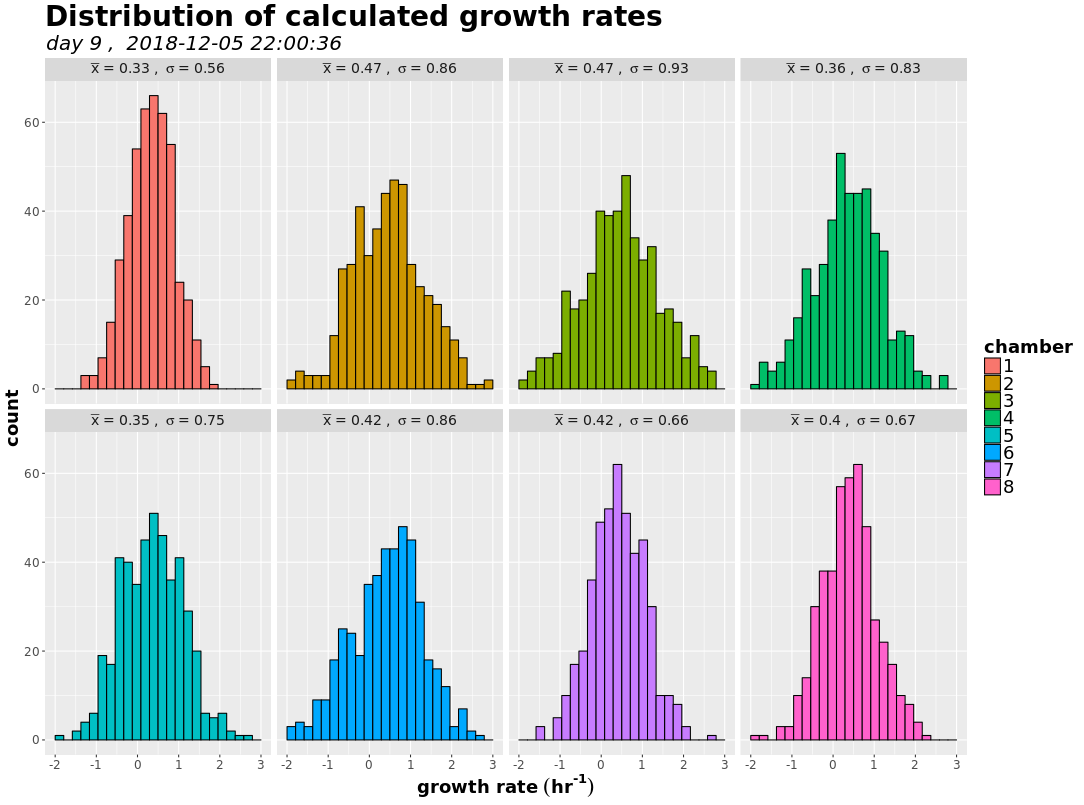 Distribution of calculated growth rates
day 9 ,  2018-12-05 22:00:36
x̅ = 0.33 ,  σ = 0.56
x̅ = 0.47 ,  σ = 0.86
x̅ = 0.47 ,  σ = 0.93
x̅ = 0.36 ,  σ = 0.83
60
40
20
0
count
x̅ = 0.35 ,  σ = 0.75
x̅ = 0.42 ,  σ = 0.86
x̅ = 0.42 ,  σ = 0.66
x̅ = 0.4 ,  σ = 0.67
60
40
20
0
-2 -1 0 1 2 3
-2 -1 0 1 2 3
-2 -1 0 1 2 3
-2 -1 0 1 2 3
growth rate (hr⁻¹)
chamber
1
2
3
4
5
6
7
8